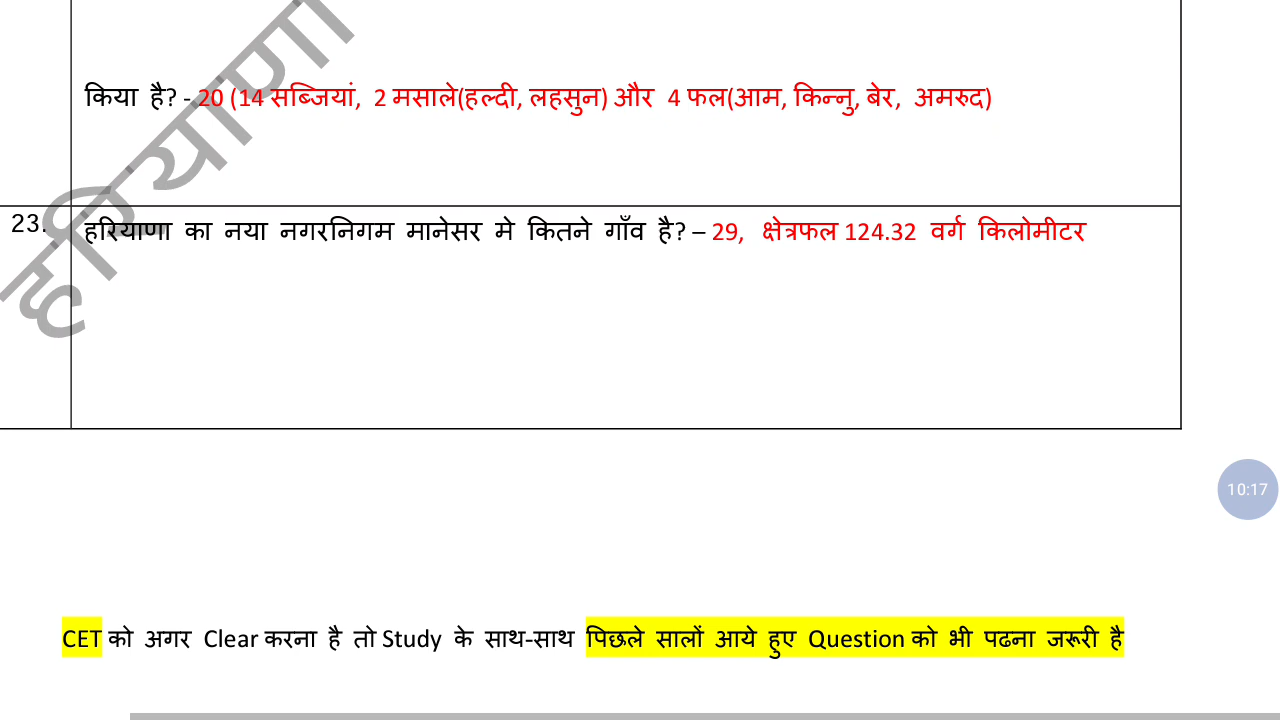 किया है? - 20 (14 सब्जियां, 2 मसाले(हल्दी, लहसुन) और 4 फल(आम, किन्नु, बेर, अमरुद)
23. हरियाणा का नया नगरनिगम मानेसर मे कितने गाँव है? – 29, क्षेत्रफल 124.32 वर्ग किलोमीटर
हरियाणा
10:17
CET को अगर Clear करना है तो Study के साथ-साथ पिछले सालों आये हुए Question को भी पढना जरूरी है